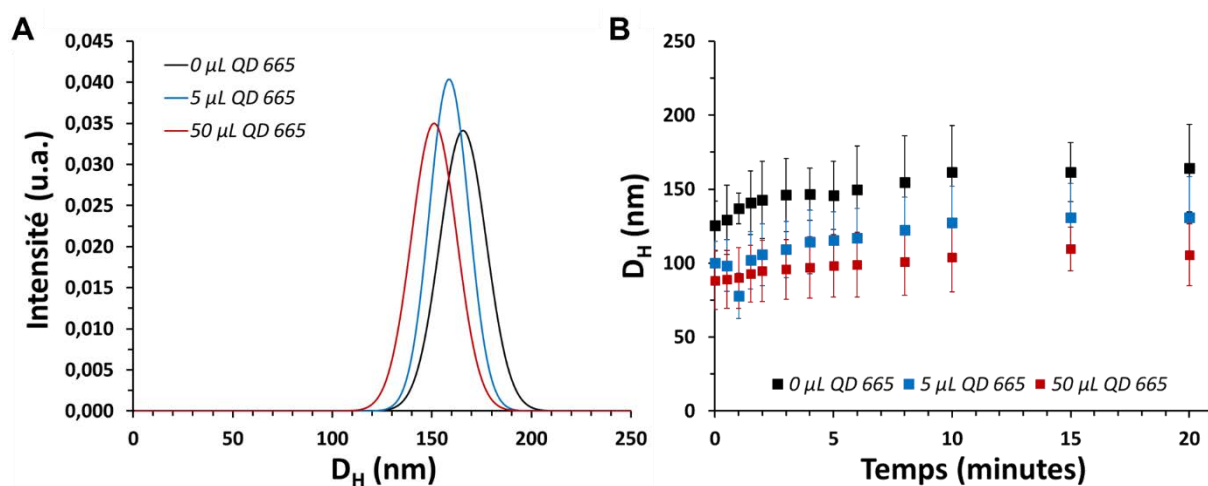 A
0,045
0,040
0,035
0,030
0,025
0,020
0,015
0,010
0,005
0,000
Intensité (u.a.)
0 µL QD 665
5 µL QD 665
50 µL QD 665
0 50 100 150 200 250
D_H (nm)
B
250
200
150
100
50
0
D_H (nm)
0 µL QD 665 5 µL QD 665 50 µL QD 665
0 5 10 15 20
Temps (minutes)